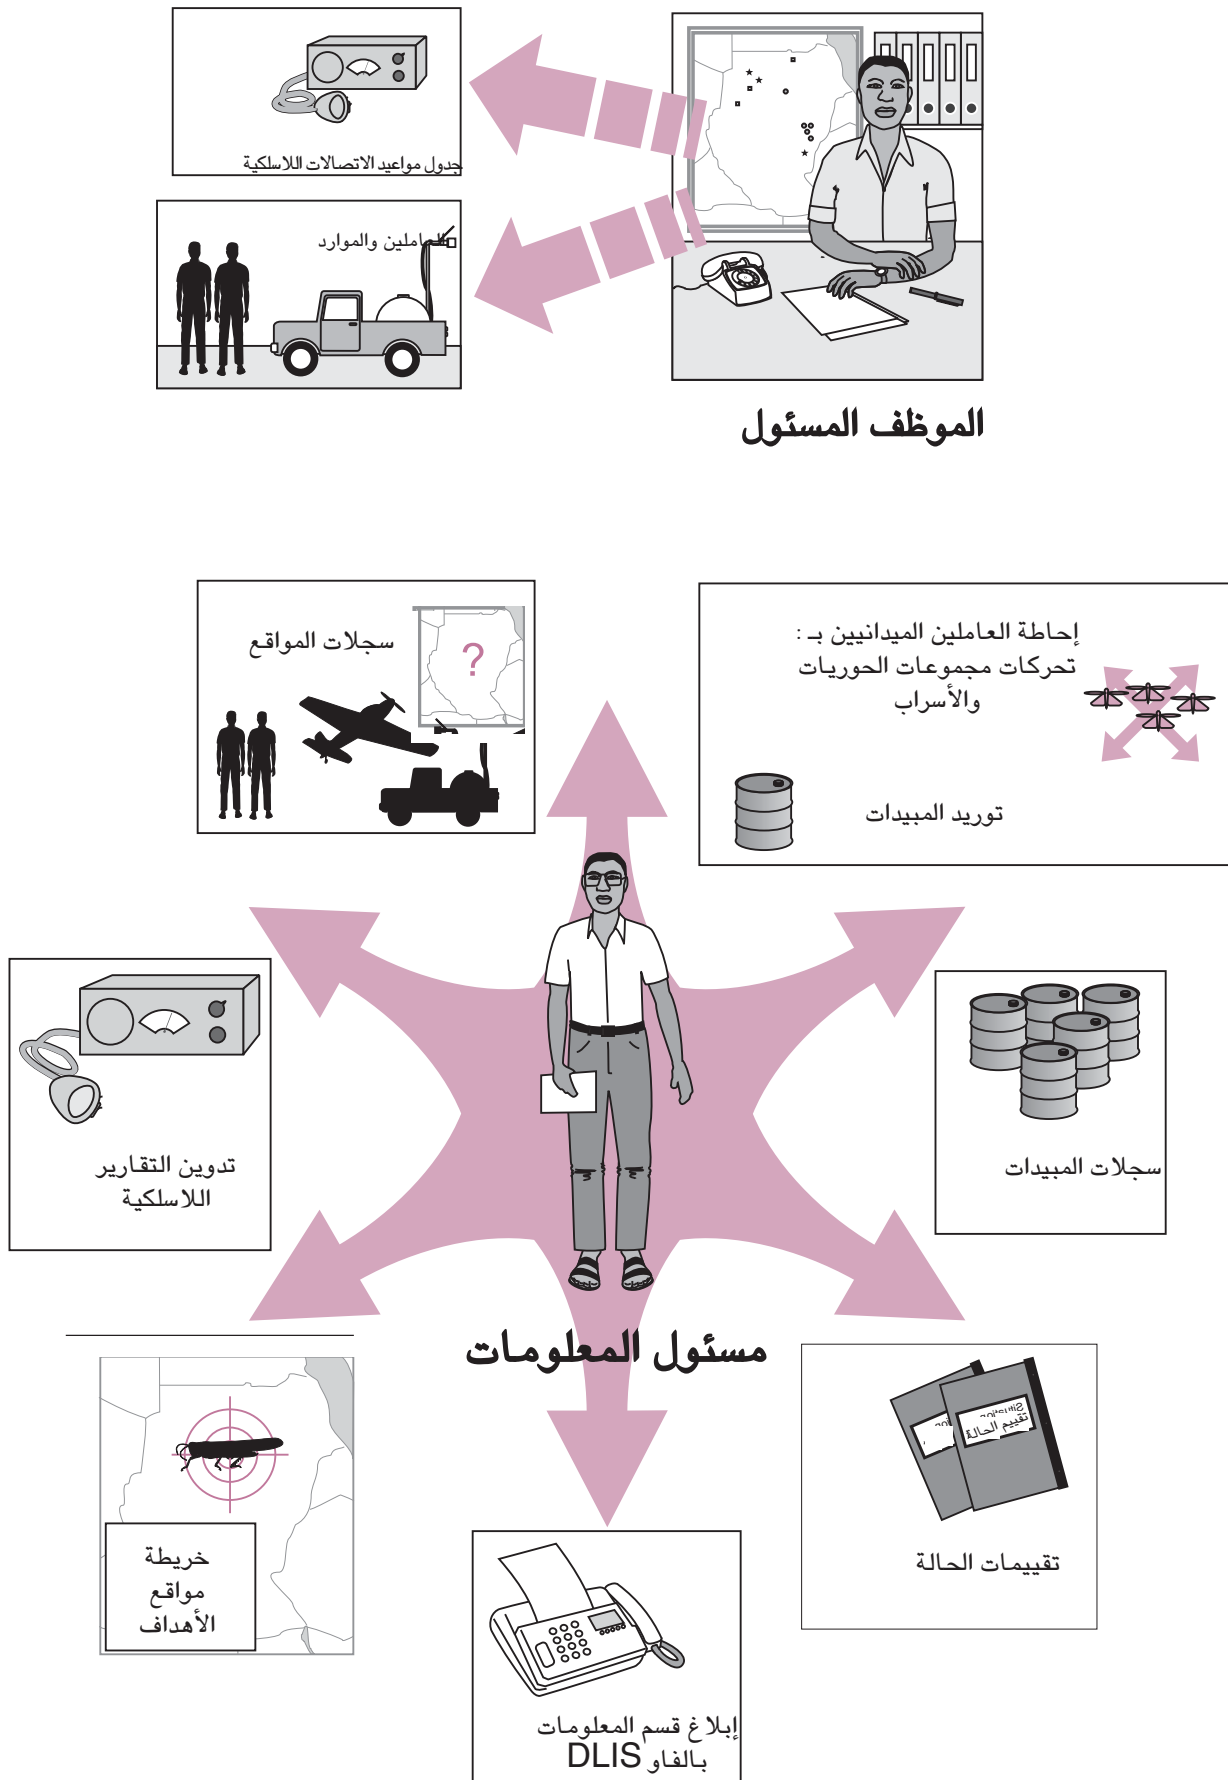 جدول مواعيد الاتصالات اللاسلكية
العاملين والموارد
الموظف المسئول
سجلات المواقع
?
إحاطة العاملين الميدانيين بـ :
تحركات مجموعات الحوريات
والأسراب
توريد المبيدات
تدوين التقارير
اللاسلكية
سجلات المبيدات
مسئول المعلومات
خريطة
مواقع
الأهداف
تقييم الحالة
تقييمات الحالة
إبلاغ قسم المعلومات
بالفاو DLIS